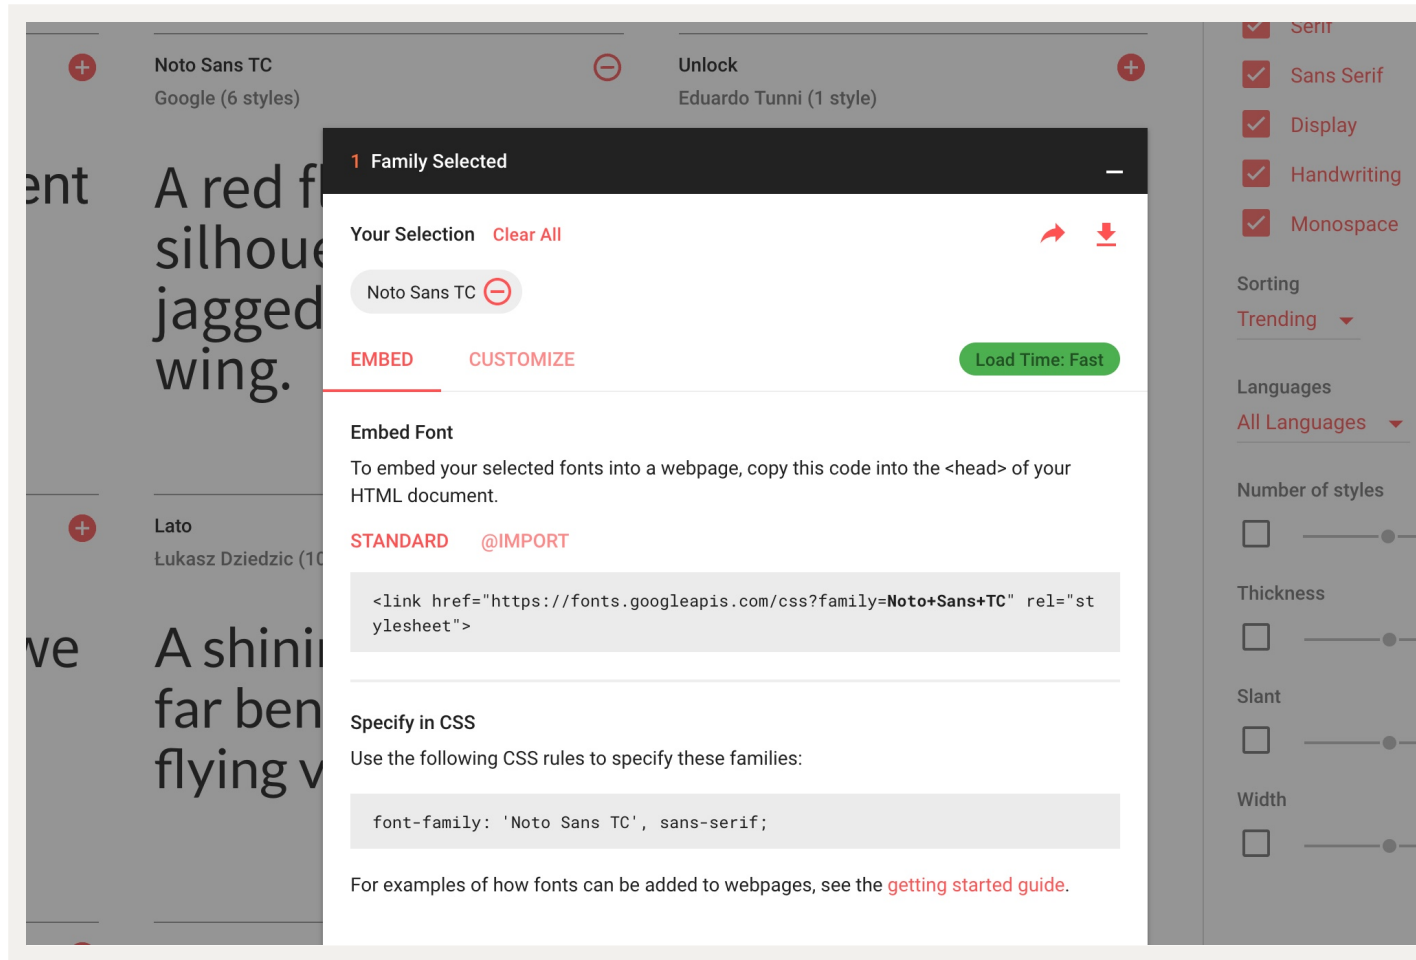 Noto Sans TC
Google (6 styles)
Unlock
Eduardo Tunni (1 style)
ent
A red fl
silhoue
jagged
wing.
Lato
Łukasz Dziedzic (10
we
A shinin
far ben
flying v
1 Family Selected
Your Selection Clear All
Noto Sans TC
EMBED CUSTOMIZE Load Time: Fast
Embed Font
To embed your selected fonts into a webpage, copy this code into the <head> of your
HTML document.
STANDARD @IMPORT
<link href="https://fonts.googleapis.com/css?family=Noto+Sans+TC" rel="st
ylesheet">
Specify in CSS
Use the following CSS rules to specify these families:
font-family: 'Noto Sans TC', sans-serif;
For examples of how fonts can be added to webpages, see the getting started guide.
Serif
Sans Serif
Display
Handwriting
Monospace
Sorting
Trending
Languages
All Languages
Number of styles
Thickness
Slant
Width